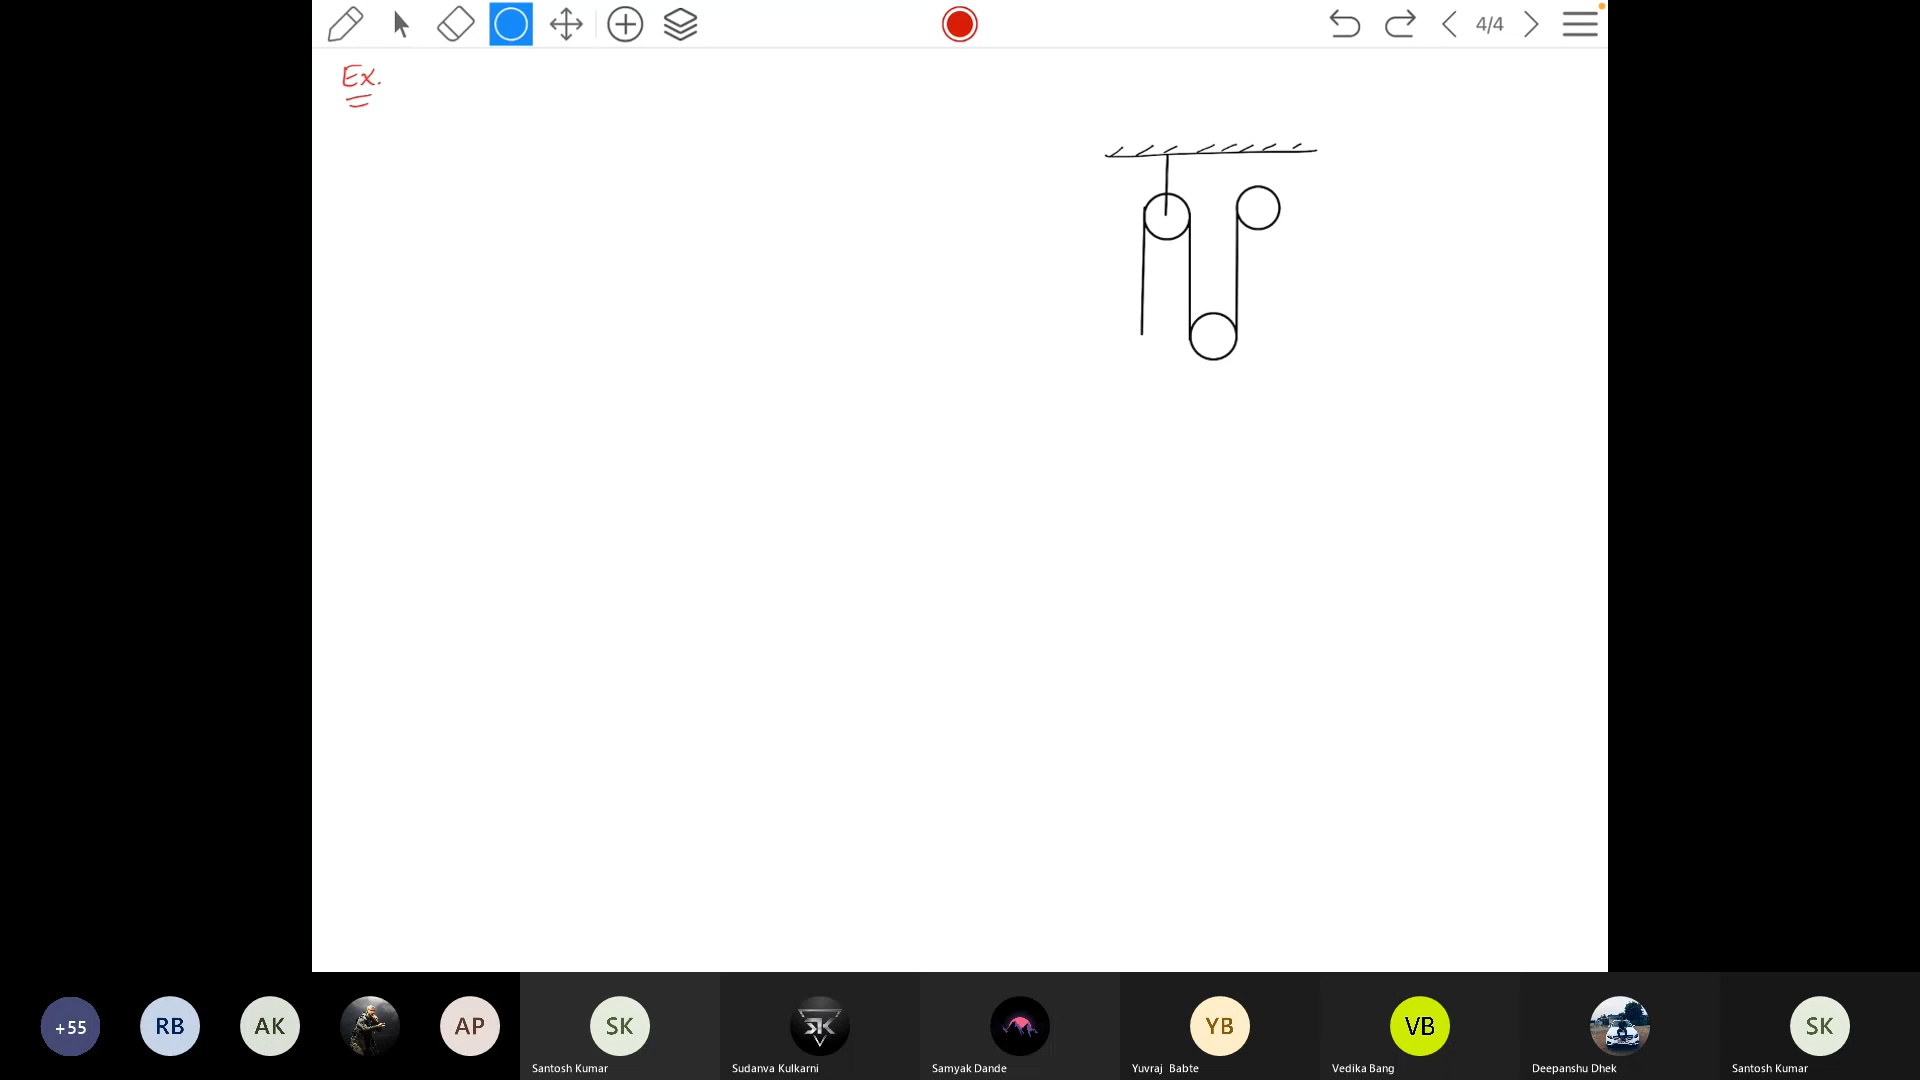 4/4
Ex.
+55
RB
AK
AP
SK
SK
YB
VB
SK
Santosh Kumar
Sudanva Kulkarni
Samyak Dande
Yuvraj Babte
Vedika Bang
Deepanshu Dhek
Santosh Kumar